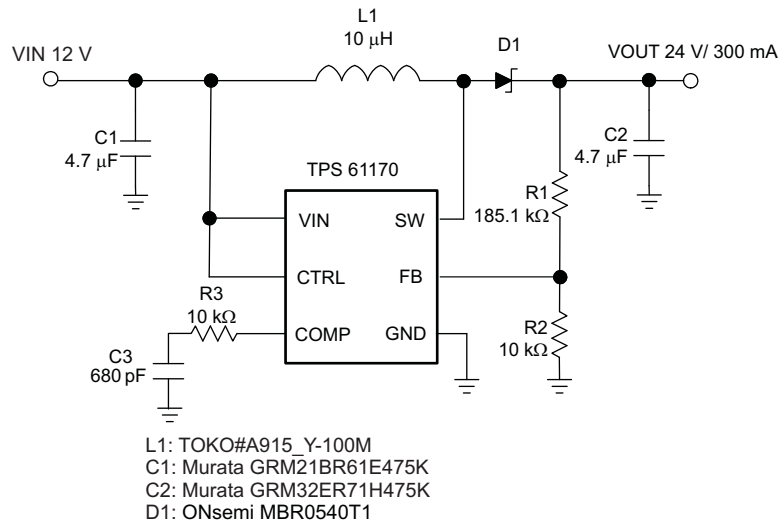 L1
10 μH
D1
VIN 12 V
VOUT 24 V/ 300 mA
C1
4.7 μF
C2
4.7 μF
TPS 61170
R1
185.1 kΩ
VIN
SW
CTRL
FB
R3
10 kΩ
COMP
GND
R2
10 kΩ
C3
680 pF
L1: TOKO#A915_Y-100M
C1: Murata GRM21BR61E475K
C2: Murata GRM32ER71H475K
D1: ONsemi MBR0540T1